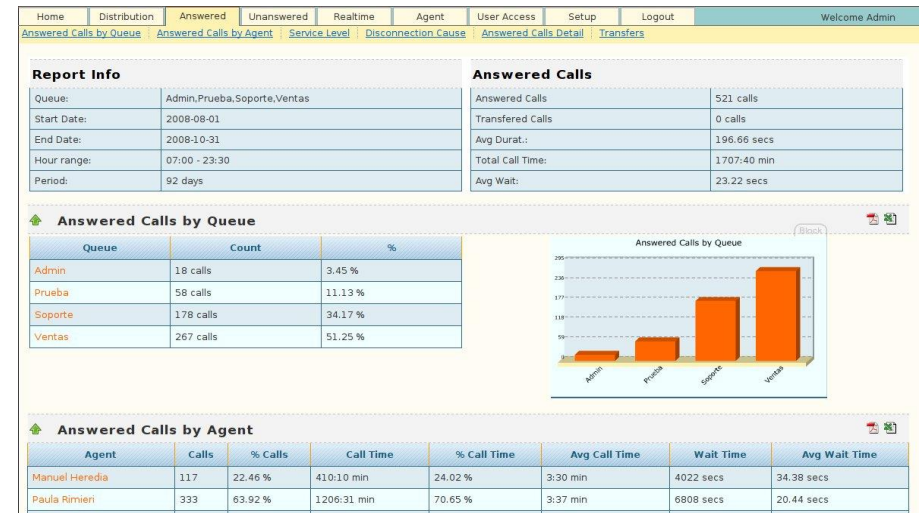 Home Distribution Answered Unanswered Realtime Agent User Access Setup Logout Welcome Admin
Answered Calls by Queue Answered Calls by Agent Service Level Disconnection Cause Answered Calls Detail Transfers
Report Info
Queue: Admin,Prueba,Soporte,Ventas
Start Date: 2008-08-01
End Date: 2008-10-31
Hour range: 07:00 - 23:30
Period: 92 days
Answered Calls
Answered Calls 521 calls
Transfered Calls 0 calls
Avg Durat.: 196.66 secs
Total Call Time: 1707:40 min
Avg Wait: 23.22 secs
Answered Calls by Queue
Queue Count %
Admin 18 calls 3.45 %
Prueba 58 calls 11.13 %
Soporte 178 calls 34.17 %
Ventas 267 calls 51.25 %
Block
Answered Calls by Queue
295
236
177
118
59
0
Admin Prueba Soporte Ventas
Answered Calls by Agent
Agent Calls % Calls Call Time % Call Time Avg Call Time Wait Time Avg Wait Time
Manuel Heredia 117 22.46 % 410:10 min 24.02 % 3:30 min 4022 secs 34.38 secs
Paula Rimieri 333 63.92 % 1206:31 min 70.65 % 3:37 min 6808 secs 20.44 secs